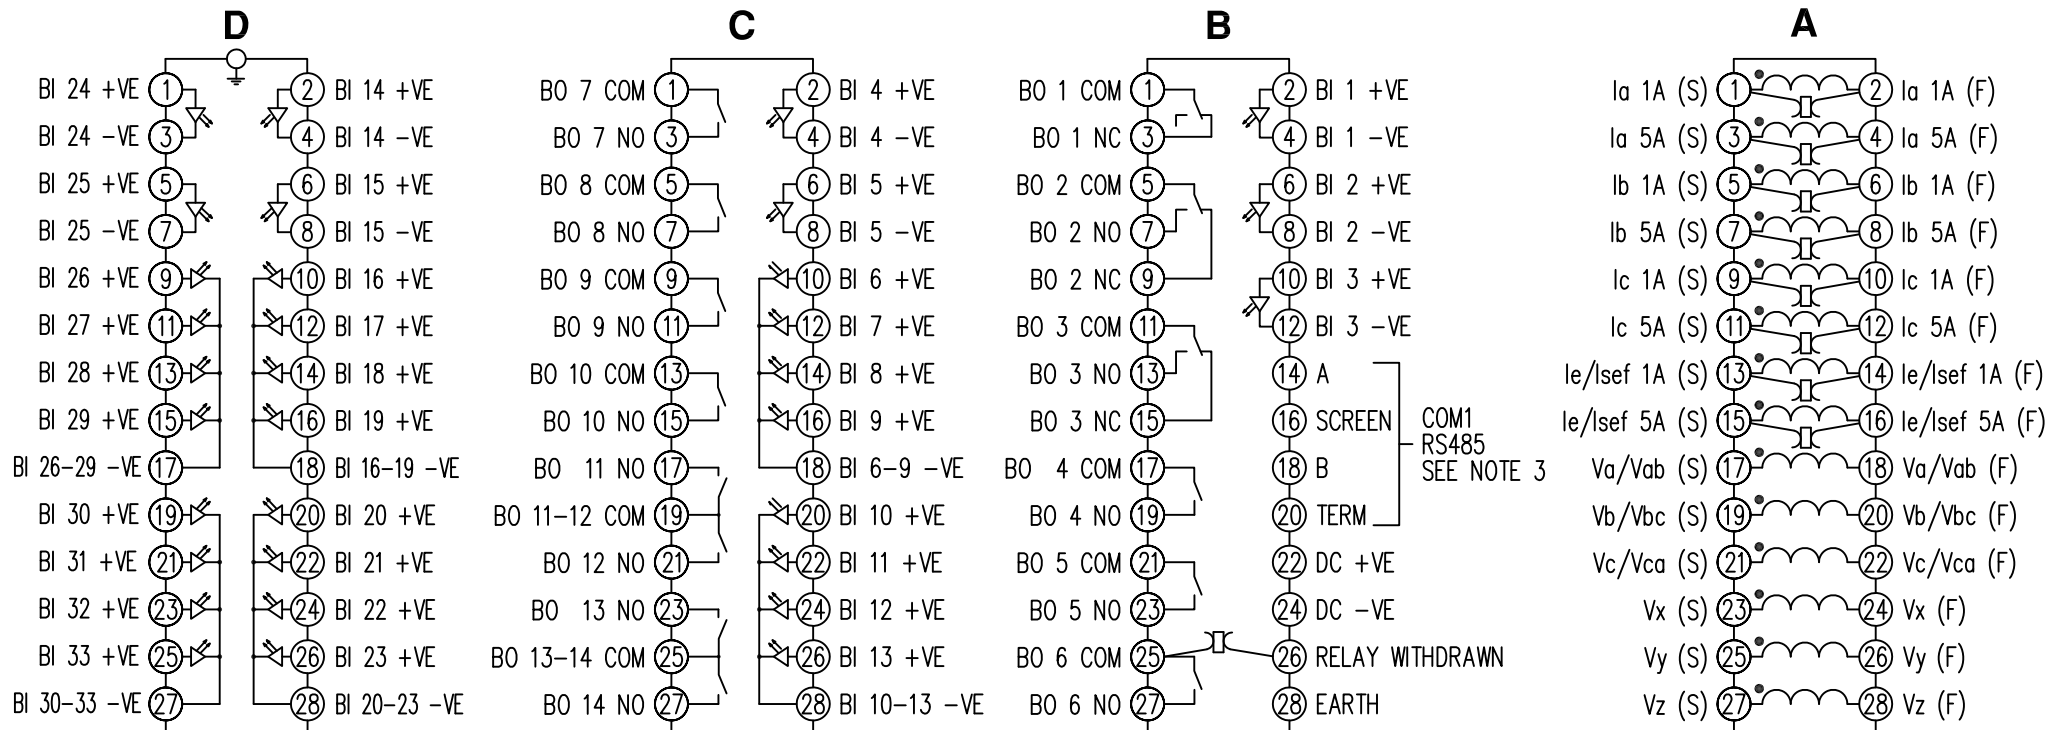 D C B A
BI 24 +VE 1 2 BI 14 +VE BO 7 COM 1 2 BI 4 +VE BO 1 COM 1 2 BI 1 +VE Ia 1A (S) 1 2 Ia 1A (F)
BI 24 -VE 3 4 BI 14 -VE BO 7 NO 3 4 BI 4 -VE BO 1 NC 3 4 BI 1 -VE Ia 5A (S) 3 4 Ia 5A (F)
BI 25 +VE 5 6 BI 15 +VE BO 8 COM 5 6 BI 5 +VE BO 2 COM 5 6 BI 2 +VE Ib 1A (S) 5 6 Ib 1A (F)
BI 25 -VE 7 8 BI 15 -VE BO 8 NO 7 8 BI 5 -VE BO 2 NO 7 8 BI 2 -VE Ib 5A (S) 7 8 Ib 5A (F)
BI 26 +VE 9 10 BI 16 +VE BO 9 COM 9 10 BI 6 +VE BO 2 NC 9 10 BI 3 +VE Ic 1A (S) 9 10 Ic 1A (F)
BI 27 +VE 11 12 BI 17 +VE BO 9 NO 11 12 BI 7 +VE BO 3 COM 11 12 BI 3 -VE Ic 5A (S) 11 12 Ic 5A (F)
BI 28 +VE 13 14 BI 18 +VE BO 10 COM 13 14 BI 8 +VE BO 3 NO 13 14 A Ie/Isef 1A (S) 13 14 Ie/Isef 1A (F)
BI 29 +VE 15 16 BI 19 +VE BO 10 NO 15 16 BI 9 +VE BO 3 NC 15 16 SCREEN Ie/Isef 5A (S) 15 16 Ie/Isef 5A (F)
COM1
RS485
SEE NOTE 3
BI 26-29 -VE 17 18 BI 16-19 -VE BO 11 NO 17 18 BI 6-9 -VE BO 4 COM 17 18 B Va/Vab (S) 17 18 Va/Vab (F)
BI 30 +VE 19 20 BI 20 +VE BO 11-12 COM 19 20 BI 10 +VE BO 4 NO 19 20 TERM Vb/Vbc (S) 19 20 Vb/Vbc (F)
BI 31 +VE 21 22 BI 21 +VE BO 12 NO 21 22 BI 11 +VE BO 5 COM 21 22 DC +VE Vc/Vca (S) 21 22 Vc/Vca (F)
BI 32 +VE 23 24 BI 22 +VE BO 13 NO 23 24 BI 12 +VE BO 5 NO 23 24 DC -VE Vx (S) 23 24 Vx (F)
BI 33 +VE 25 26 BI 23 +VE BO 13-14 COM 25 26 BI 13 +VE BO 6 COM 25 26 RELAY WITHDRAWN Vy (S) 25 26 Vy (F)
BI 30-33 -VE 27 28 BI 20-23 -VE BO 14 NO 27 28 BI 10-13 -VE BO 6 NO 27 28 EARTH Vz (S) 27 28 Vz (F)